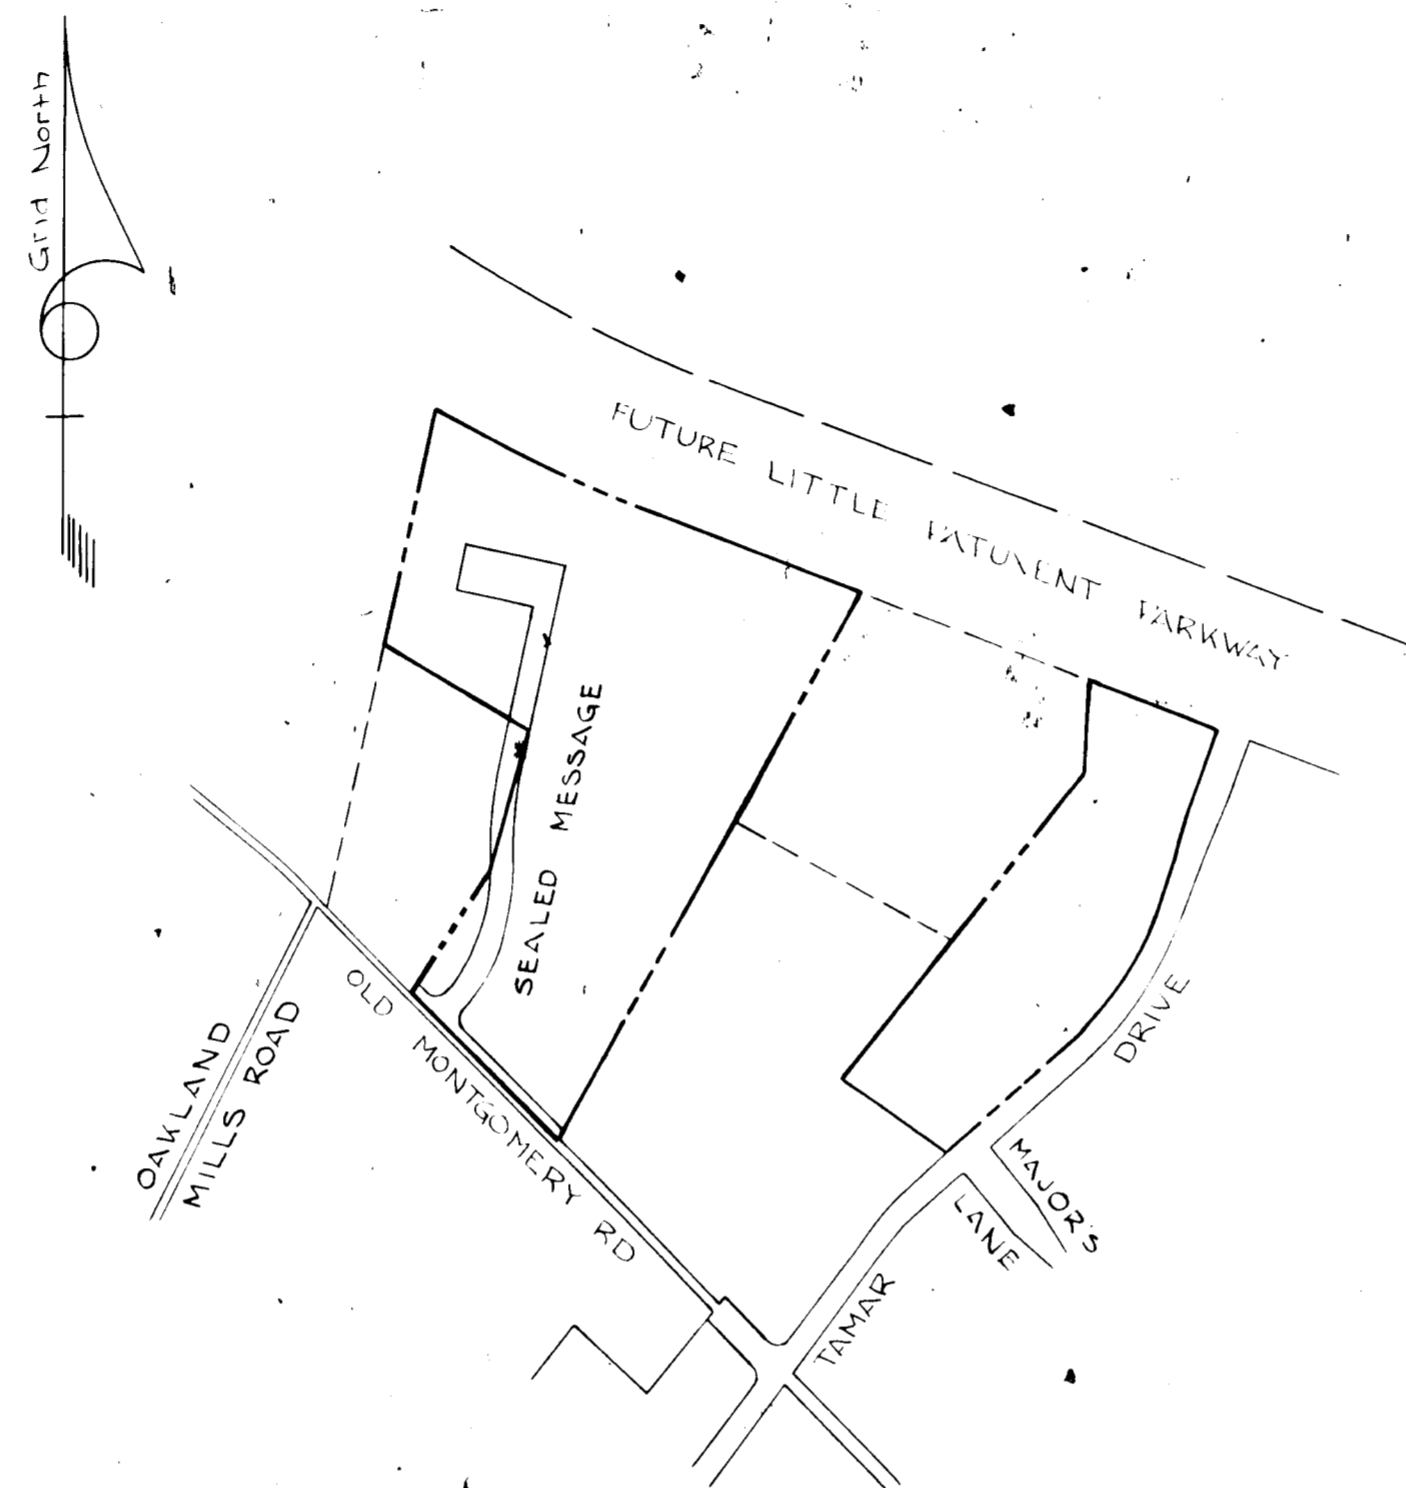 Grid North
FUTURE LITTLE PATUXENT PARKWAY
SEALED MESSAGE
OAKLAND
MILLS ROAD
OLD MONTGOMERY RD
TAMAR DRIVE
MAJOR'S
LANE